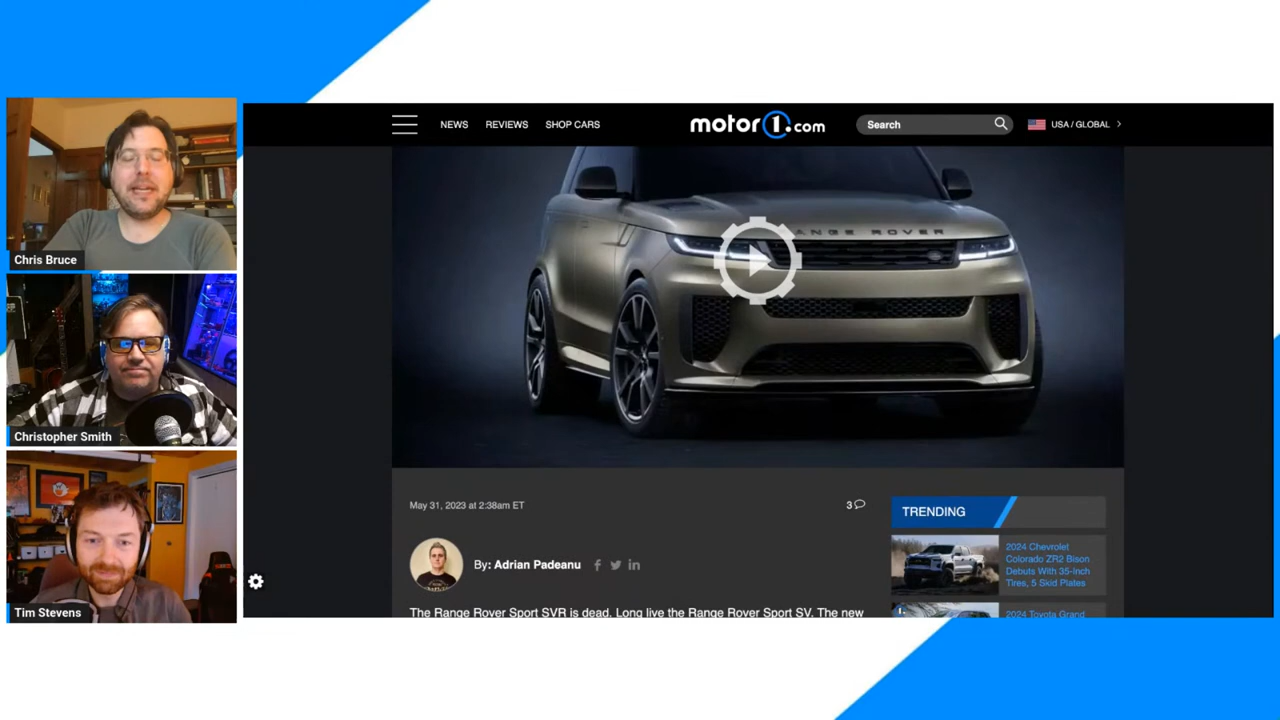 NEWS
REVIEWS
SHOP CARS
motor1.com
Search
USA / GLOBAL
RANGE ROVER
Chris Bruce
Christopher Smith
Tim Stevens
May 31, 2023 at 2:38am ET
3
By: Adrian Padeanu
The Range Rover Sport SVR is dead. Long live the Range Rover Sport SV. The new
TRENDING
2024 Chevrolet
Colorado ZR2 Bison
Debuts With 35-Inch
Tires, 5 Skid Plates
2024 Toyota Grand